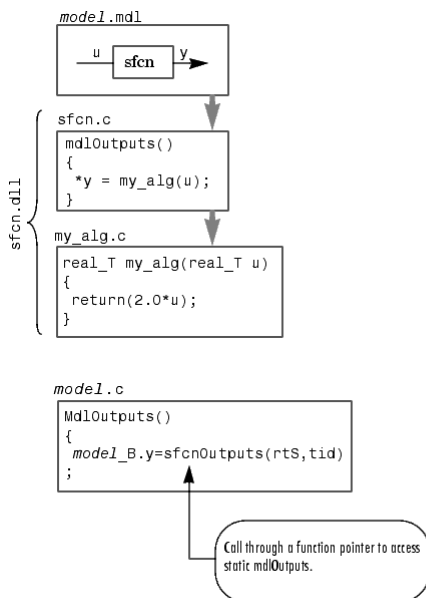 model.mdl
u sfcn y
sfcn.dll
sfcn.c
mdlOutputs()
{
*y = my_alg(u);
}
my_alg.c
real_T my_alg(real_T u)
{
return(2.0*u);
}
model.c
MdlOutputs()
{
model_B.y=sfcnOutputs(rtS,tid)
;
Call through a function pointer to access
static mdlOutputs.